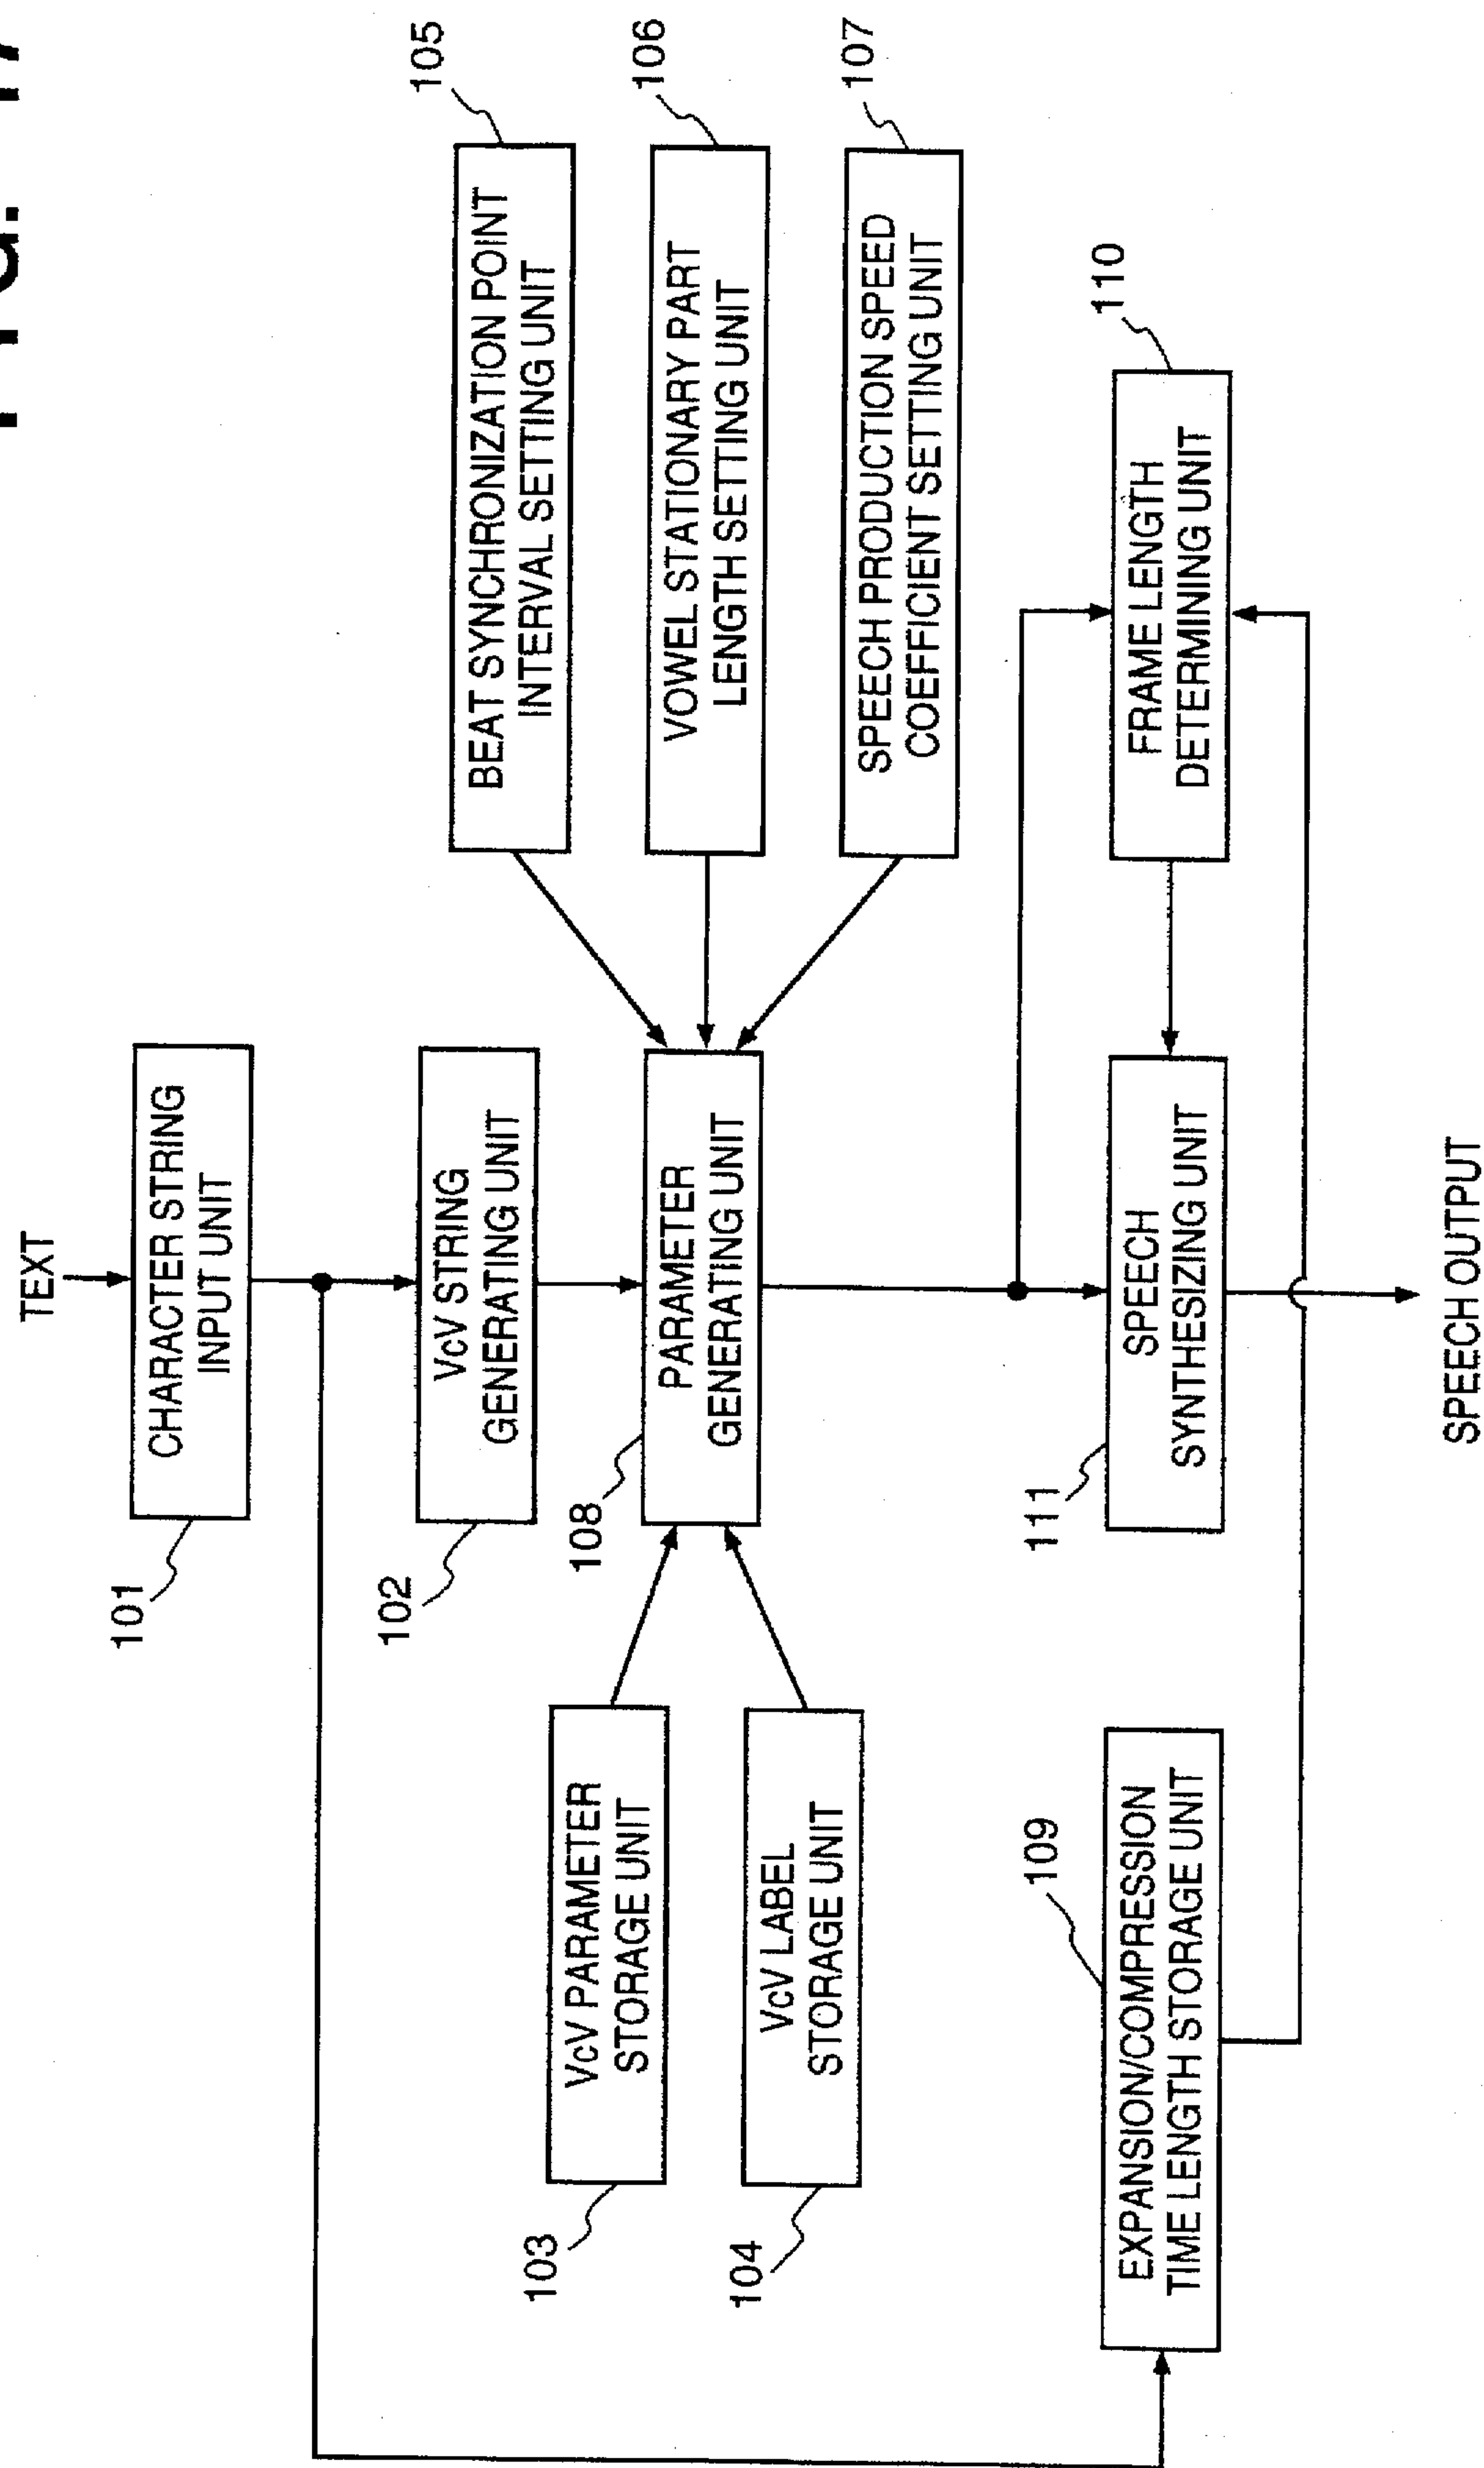 TEXT
CHARACTER STRING
INPUT UNIT
101
VcV STRING
GENERATING UNIT
102
BEAT SYNCHRONIZATION POINT
INTERVAL SETTING UNIT
105
VcV PARAMETER
STORAGE UNIT
103
PARAMETER
GENERATING UNIT
108
VOWEL STATIONARY PART
LENGTH SETTING UNIT
106
VcV LABEL
STORAGE UNIT
104
SPEECH PRODUCTION SPEED
COEFFICIENT SETTING UNIT
107
EXPANSION/COMPRESSION
TIME LENGTH STORAGE UNIT
109
SPEECH
SYNTHESIZING UNIT
111
FRAME LENGTH
DETERMINING UNIT
110
SPEECH OUTPUT